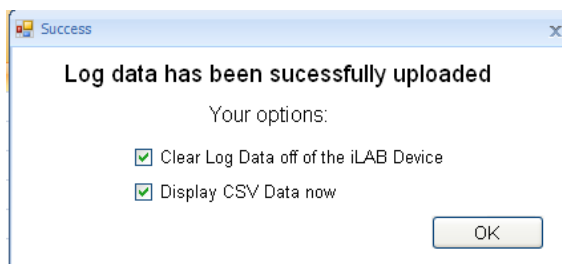 Success
Log data has been sucessfully uploaded
Your options:
Clear Log Data off of the iLAB Device
Display CSV Data now
OK